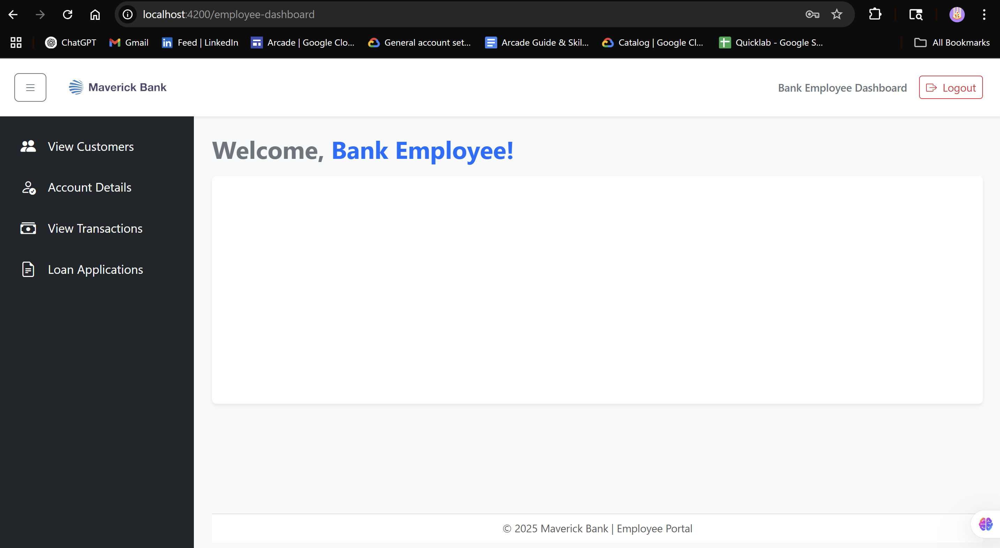 localhost:4200/employee-dashboard
ChatGPT
Gmail
Feed | LinkedIn
Arcade | Google Clo...
General account set...
Arcade Guide & Skil...
Catalog | Google Cl...
Quicklab - Google S...
All Bookmarks
Maverick Bank
Bank Employee Dashboard
Logout
View Customers
Account Details
View Transactions
Loan Applications
Welcome, Bank Employee!
© 2025 Maverick Bank | Employee Portal